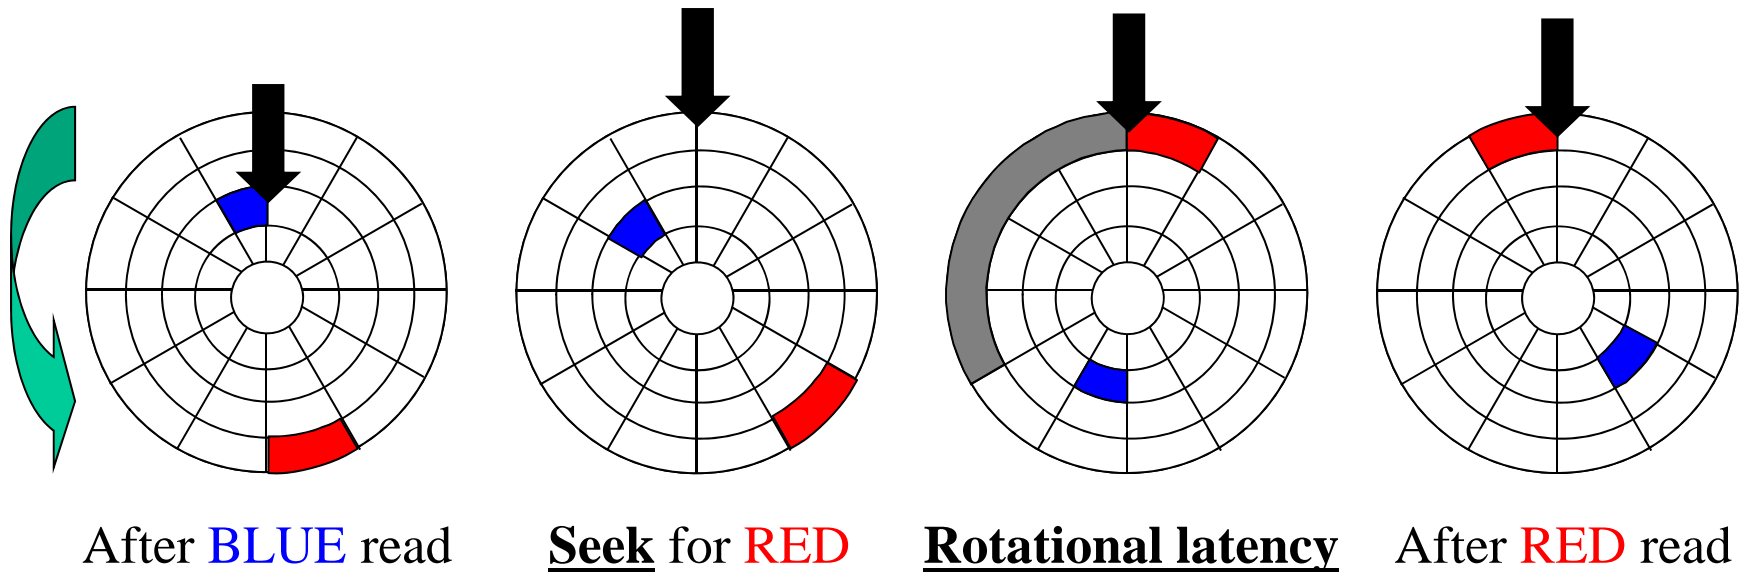 After BLUE read
Seek for RED
Rotational latency
After RED read